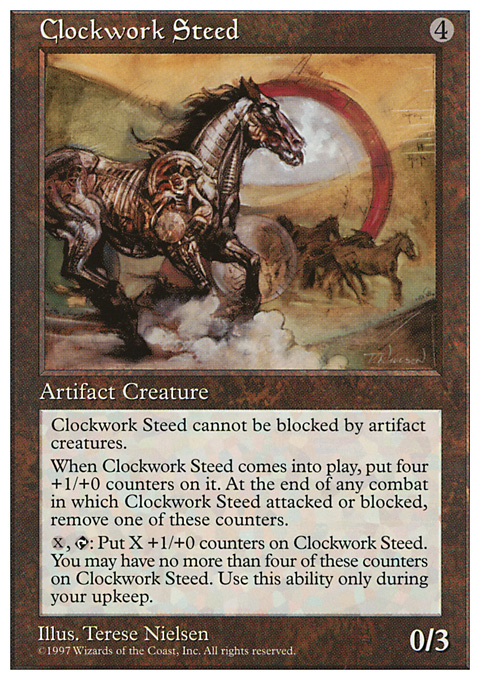 Clockwork Steed 4
T. Nielsen
Artifact Creature
Clockwork Steed cannot be blocked by artifact
creatures.
When Clockwork Steed comes into play, put four
+1/+0 counters on it. At the end of any combat
in which Clockwork Steed attacked or blocked,
remove one of these counters.
X, : Put X +1/+0 counters on Clockwork Steed.
You may have no more than four of these counters
on Clockwork Steed. Use this ability only during
your upkeep.
Illus. Terese Nielsen
©1997 Wizards of the Coast, Inc. All rights reserved.
0/3